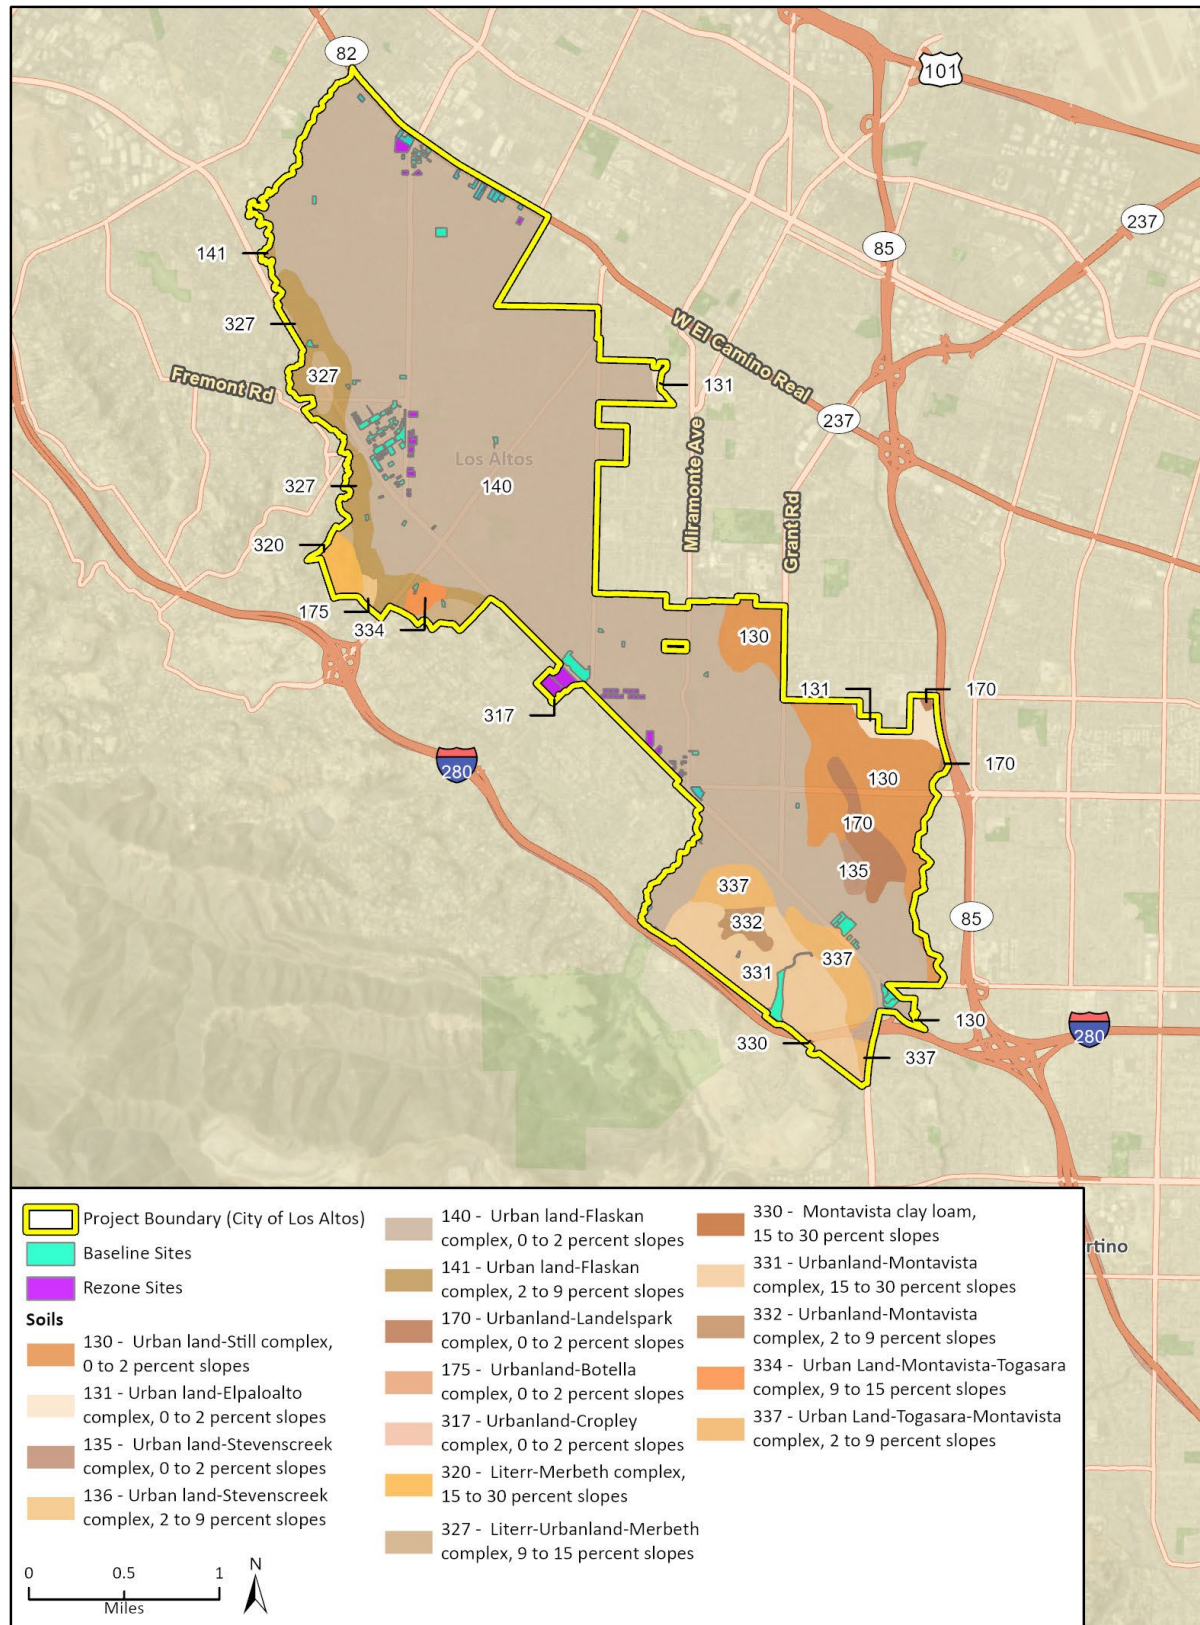 82
101
237
141
85
327
W El Camino Real
327
131
Fremont Rd
237
Los Altos
Miramonte Ave
140
327
Grant Rd
320
175
334
130
131
170
317
280
130
170
170
135
337
332
85
331
337
330
130
280
337
rtino
Project Boundary (City of Los Altos)
Baseline Sites
Rezone Sites
Soils
130 - Urban land-Still complex,
0 to 2 percent slopes
131 - Urban land-Elpaloalto
complex, 0 to 2 percent slopes
135 - Urban land-Stevenscreek
complex, 0 to 2 percent slopes
136 - Urban land-Stevenscreek
complex, 2 to 9 percent slopes
140 - Urban land-Flaskan
complex, 0 to 2 percent slopes
141 - Urban land-Flaskan
complex, 2 to 9 percent slopes
170 - Urbanland-Landelspark
complex, 0 to 2 percent slopes
175 - Urbanland-Botella
complex, 0 to 2 percent slopes
317 - Urbanland-Cropley
complex, 0 to 2 percent slopes
320 - Literr-Merbeth complex,
15 to 30 percent slopes
327 - Literr-Urbanland-Merbeth
complex, 9 to 15 percent slopes
330 - Montavista clay loam,
15 to 30 percent slopes
331 - Urbanland-Montavista
complex, 15 to 30 percent slopes
332 - Urbanland-Montavista
complex, 2 to 9 percent slopes
334 - Urban Land-Montavista-Togasara
complex, 9 to 15 percent slopes
337 - Urban Land-Togasara-Montavista
complex, 2 to 9 percent slopes
0 0.5 1
Miles
N